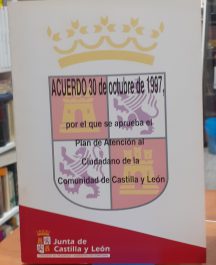 ACUERDO 30 de octubre de 1997,
por el que se aprueba el
Plan de Atención al
Ciudadano de la
Comunidad de Castilla y León
Junta de
Castilla y León